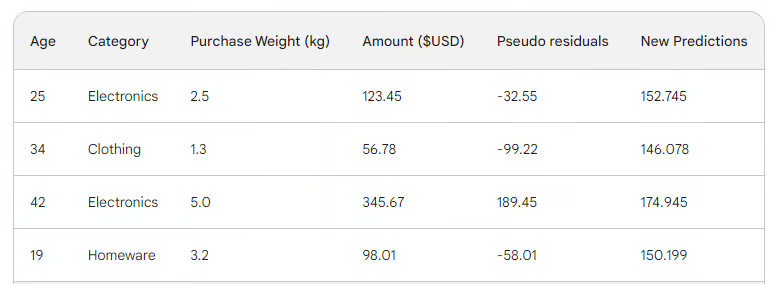 Age Category Purchase Weight (kg) Amount ($USD) Pseudo residuals New Predictions
25 Electronics 2.5 123.45 -32.55 152.745
34 Clothing 1.3 56.78 -99.22 146.078
42 Electronics 5.0 345.67 189.45 174.945
19 Homeware 3.2 98.01 -58.01 150.199